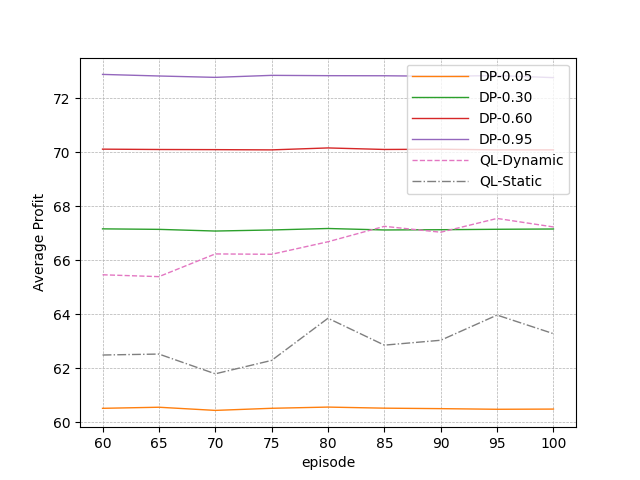 DP-0.05
DP-0.30
DP-0.60
DP-0.95
QL-Dynamic
QL-Static
72
70
68
66
64
62
60
Average Profit
60 65 70 75 80 85 90 95 100
episode